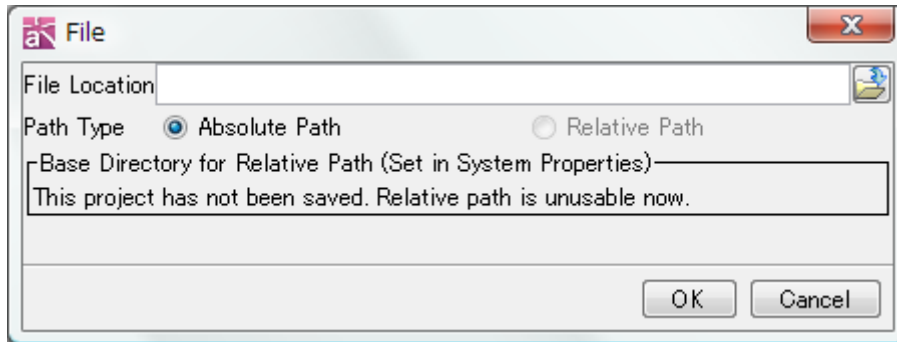 File
File Location
Path Type Absolute Path Relative Path
Base Directory for Relative Path (Set in System Properties)
This project has not been saved. Relative path is unusable now.
OK Cancel